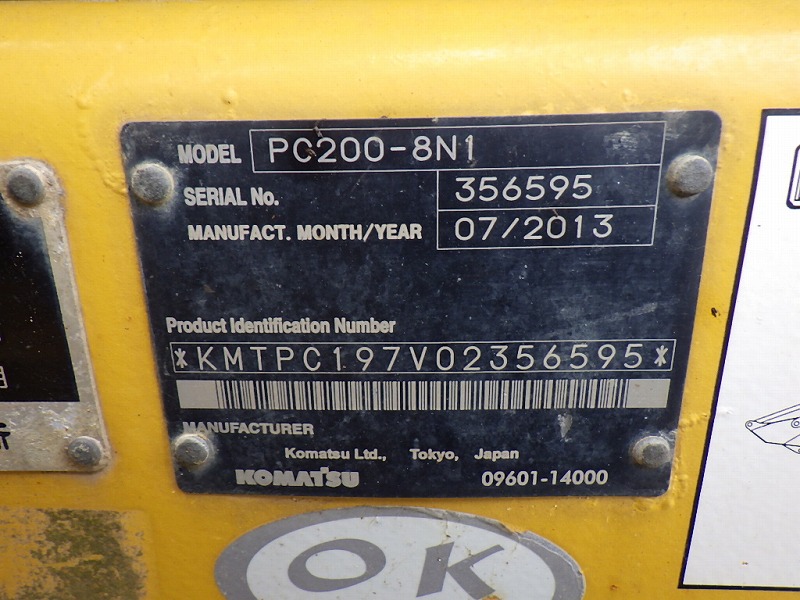 MODEL PC200-8N1
SERIAL No. 356595
MANUFACT. MONTH/YEAR 07/2013
Product Identification Number
*KMTPC197V02356595*
MANUFACTURER
Komatsu Ltd., Tokyo, Japan
KOMATSU 09601-14000
OK